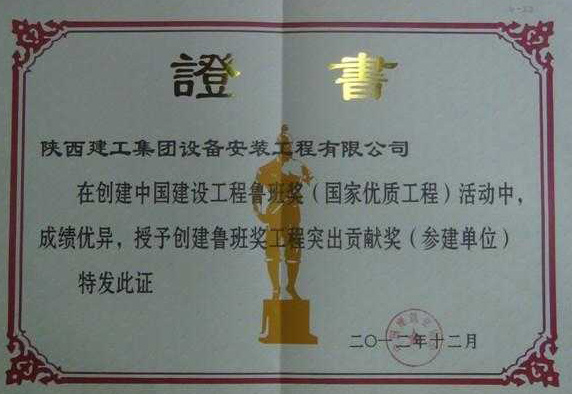 證書
陕西建工集团设备安装工程有限公司
在创建中国建设工程鲁班奖（国家优质工程）活动中，
成绩优异，授予创建鲁班奖工程突出贡献奖（参建单位）
特发此证
二〇一二年十二月